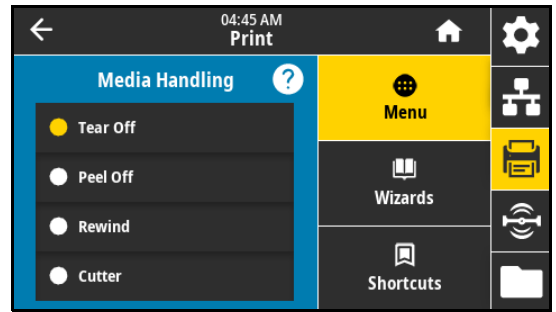 04:45 AM
Print
Media Handling
?
Tear Off
Peel Off
Rewind
Cutter
Menu
Wizards
Shortcuts